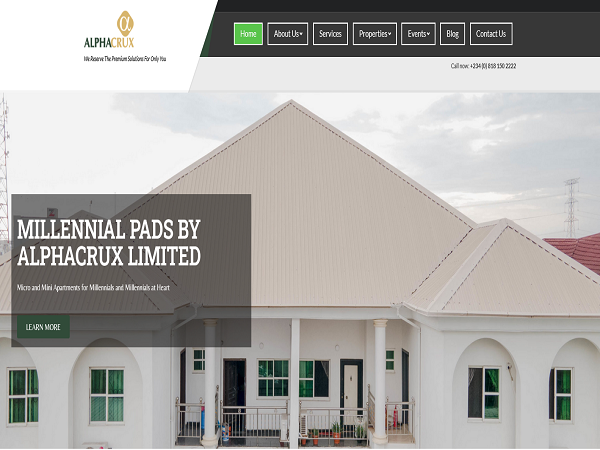 ALPHACRUX
We Reserve The Premium Solutions For Only You
Home
About Us
Services
Properties
Events
Blog
Contact Us
Call now: +234 (0) 818 150 2222
MILLENNIAL PADS BY
ALPHACRUX LIMITED
Micro and Mini Apartments for Millennials and Millennials at Heart
LEARN MORE